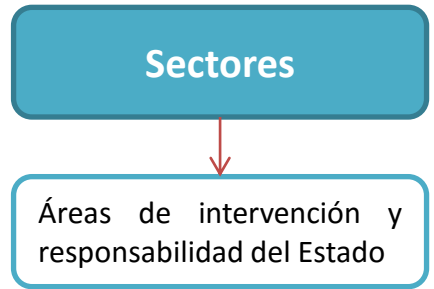 Sectores
Áreas de intervención y
responsabilidad del Estado